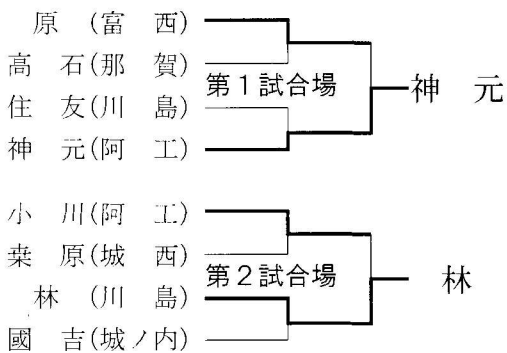 原 (富 西)
高 石(那 賀)
第1試合場
住 友(川 島)
神 元
神 元(阿 工)
小 川(阿 工)
桒 原(城 西)
第2試合場
林
林 (川 島)
國 吉(城ノ内)